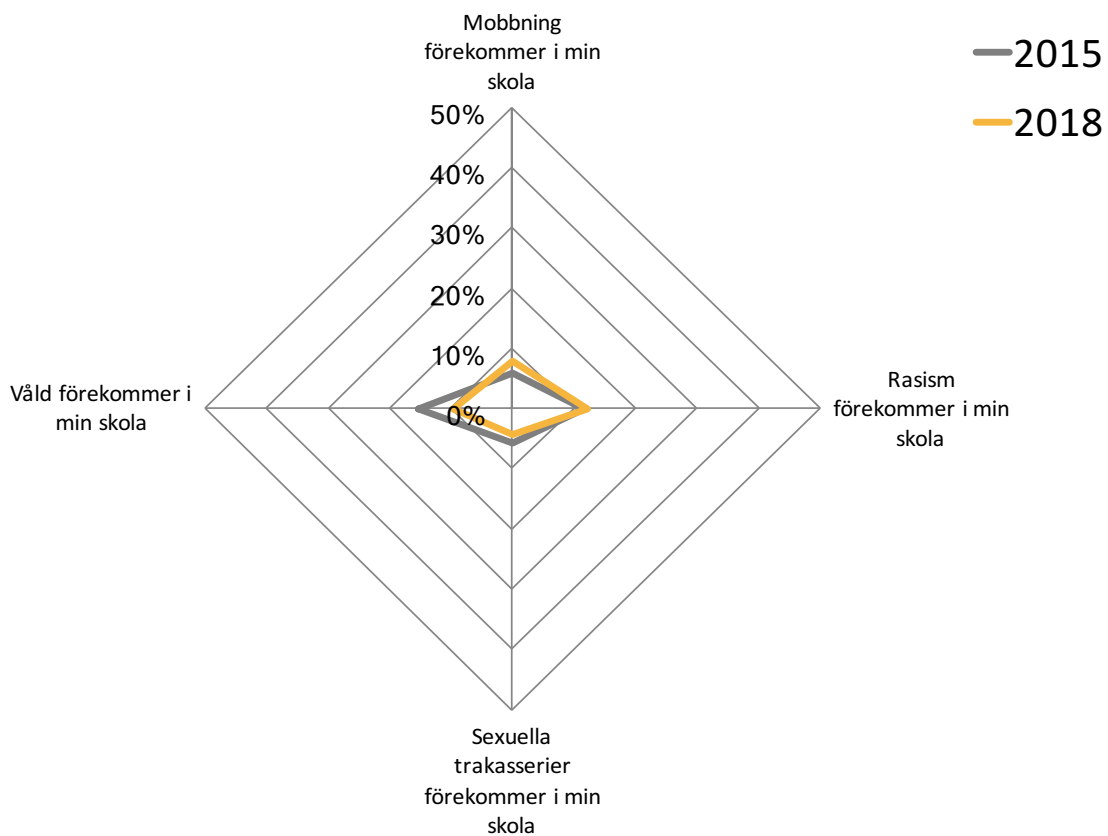 Mobbning
förekommer i min
skola
2015
2018
50%
40%
30%
20%
10%
0%
Våld förekommer i
min skola
Rasism
förekommer i min
skola
Sexuella
trakasserier
förekommer i min
skola